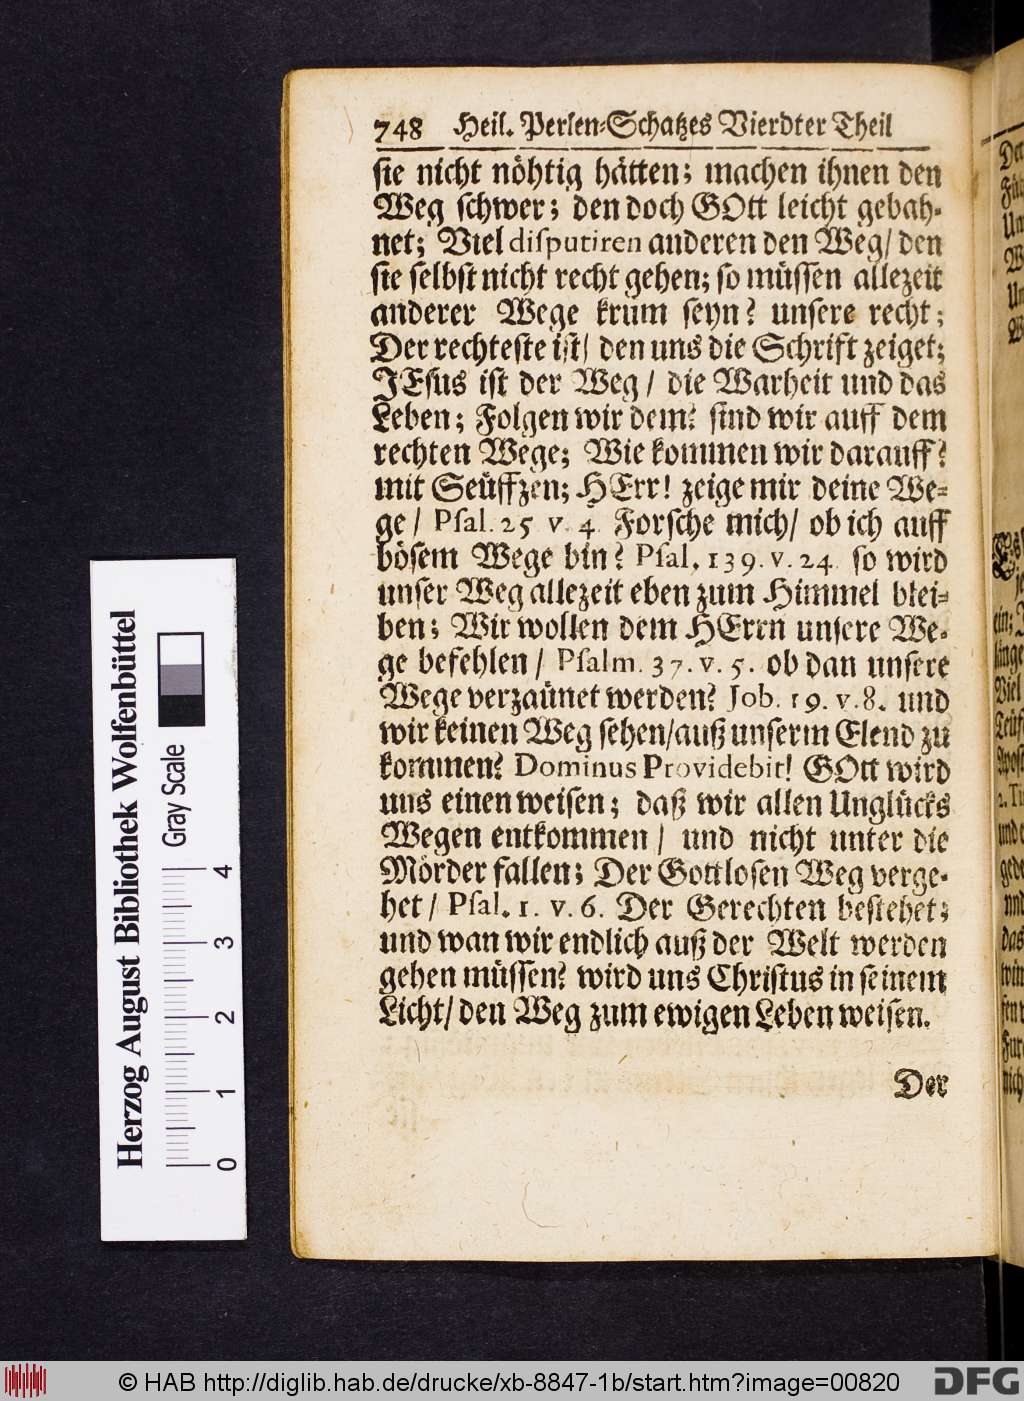 748 Heil. Perlen-Schatzes Vierdter Theil
sie nicht nöhtig hätten; machen ihnen den
Weg schwer; den doch GOtt leicht gebah-
net; Viel disputiren anderen den Weg/ den
sie selbst nicht recht gehen; so müssen allezeit
anderer Wege krum seyn? unsere recht;
Der rechteste ist/ den uns die Schrift zeiget;
JEsus ist der Weg/ die Warheit und das
Leben; Folgen wir dem? sind wir auff dem
rechten Wege; Wie kommen wir darauff?
mit Seüffzen; HErr! zeige mir deine We-
ge/ Psal. 25 v. 4. Forsche mich/ ob ich auff
bösem Wege bin? Psal. 139. v. 24. so wird
unser Weg allezeit eben zum Himmel blei-
ben; Wir wollen dem HErrn unsere We-
ge befehlen/ Psalm. 37. v. 5. ob dan unsere
Wege verzaünet werden? Job. 19. v. 8. und
wir keinen Weg sehen/ auß unserm Elend zu
kommen? Dominus Providebit! GOtt wird
uns einen weisen; daß wir allen Unglücks
Wegen entkommen/ und nicht unter die
Mörder fallen; Der Gottlosen Weg verge-
het/ Psal. 1. v. 6. Der Gerechten bestehet;
und wan wir endlich auß der Welt werden
gehen müssen? wird uns Christus in seinem
Licht/ den Weg zum ewigen Leben weisen.
Der
Herzog August Bibliothek Wolfenbüttel
Gray Scale
0 1 2 3 4
© HAB http://diglib.hab.de/drucke/xb-8847-1b/start.htm?image=00820
DFG